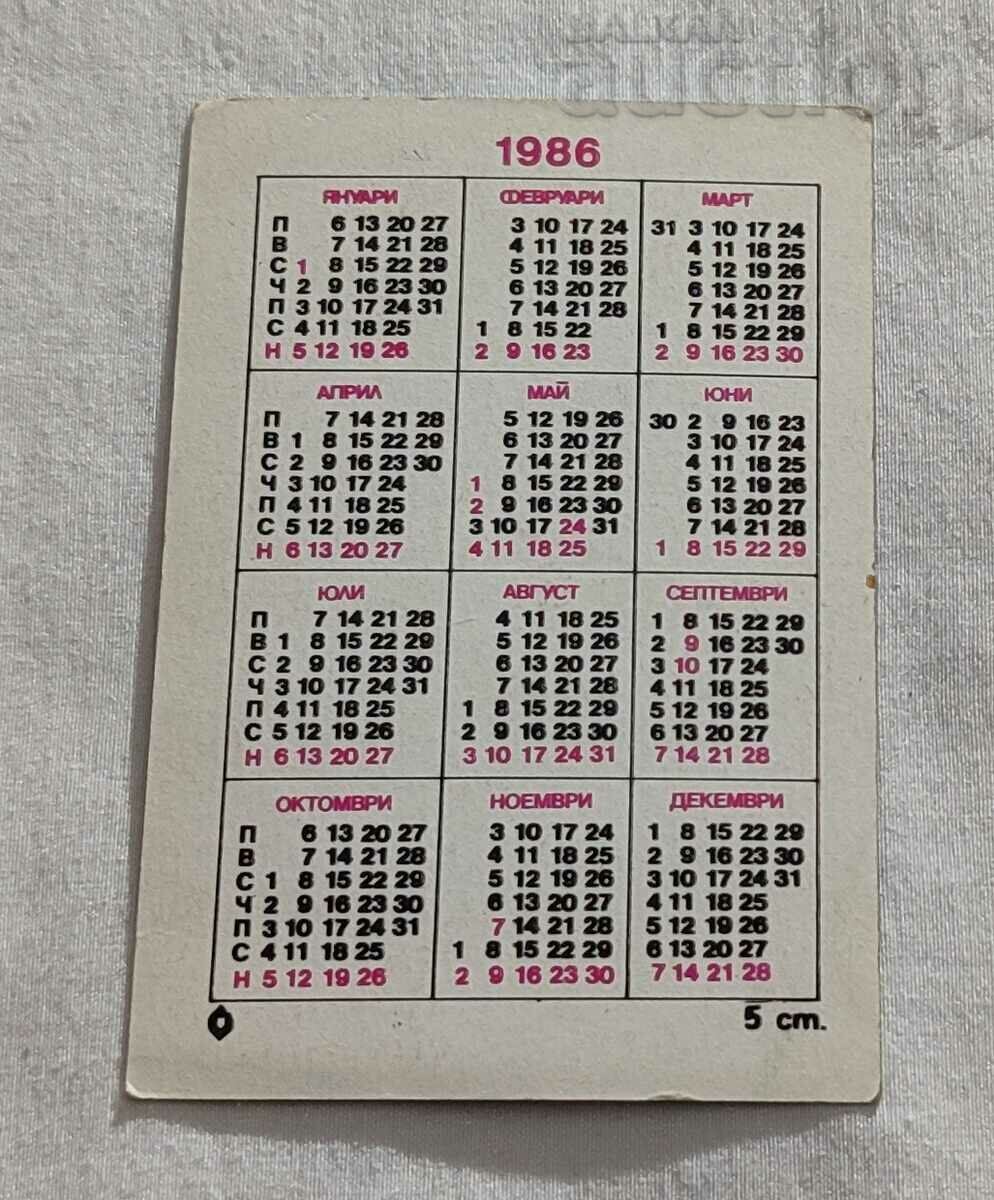 1986
ЯНУАРИ ФЕВРУАРИ МАРТ
П 6 13 20 27 3 10 17 24 31 3 10 17 24
В 7 14 21 28 4 11 18 25 4 11 18 25
С 1 8 15 22 29 5 12 19 26 5 12 19 26
Ч 2 9 16 23 30 6 13 20 27 6 13 20 27
П 3 10 17 24 31 7 14 21 28 7 14 21 28
С 4 11 18 25 1 8 15 22 1 8 15 22 29
Н 5 12 19 26 2 9 16 23 2 9 16 23 30
АПРИЛ МАЙ ЮНИ
П 7 14 21 28 5 12 19 26 30 2 9 16 23
В 1 8 15 22 29 6 13 20 27 3 10 17 24
С 2 9 16 23 30 7 14 21 28 4 11 18 25
Ч 3 10 17 24 1 8 15 22 29 5 12 19 26
П 4 11 18 25 2 9 16 23 30 6 13 20 27
С 5 12 19 26 3 10 17 24 31 7 14 21 28
Н 6 13 20 27 4 11 18 25 1 8 15 22 29
ЮЛИ АВГУСТ СЕПТЕМВРИ
П 7 14 21 28 4 11 18 25 1 8 15 22 29
В 1 8 15 22 29 5 12 19 26 2 9 16 23 30
С 2 9 16 23 30 6 13 20 27 3 10 17 24
Ч 3 10 17 24 31 7 14 21 28 4 11 18 25
П 4 11 18 25 1 8 15 22 29 5 12 19 26
С 5 12 19 26 2 9 16 23 30 6 13 20 27
Н 6 13 20 27 3 10 17 24 31 7 14 21 28
ОКТОМВРИ НОЕМВРИ ДЕКЕМВРИ
П 6 13 20 27 3 10 17 24 1 8 15 22 29
В 7 14 21 28 4 11 18 25 2 9 16 23 30
С 1 8 15 22 29 5 12 19 26 3 10 17 24 31
Ч 2 9 16 23 30 6 13 20 27 4 11 18 25
П 3 10 17 24 31 7 14 21 28 5 12 19 26
С 4 11 18 25 1 8 15 22 29 6 13 20 27
Н 5 12 19 26 2 9 16 23 30 7 14 21 28
5 cm.